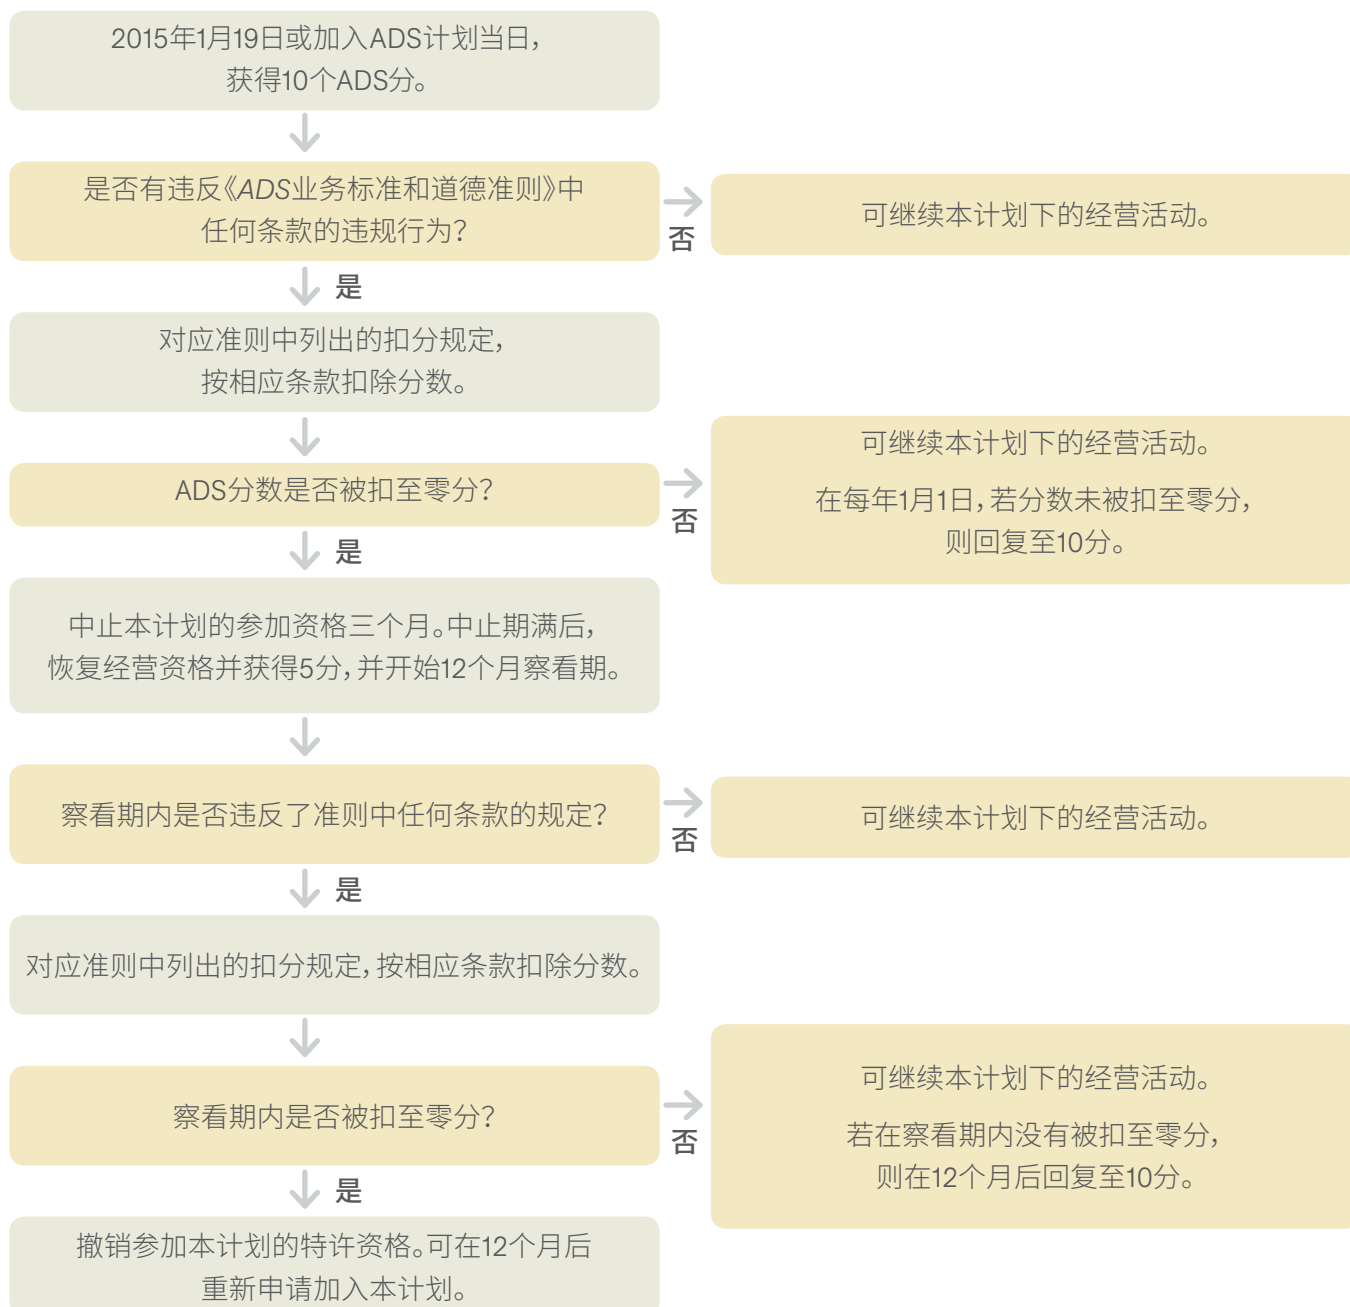 2015年1月19日或加入ADS计划当日，
获得10个ADS分。
是否有违反《ADS业务标准和道德准则》中
任何条款的违规行为？
否
可继续本计划下的经营活动。
是
对应准则中列出的扣分规定，
按相应条款扣除分数。
ADS分数是否被扣至零分？
否
可继续本计划下的经营活动。
在每年1月1日，若分数未被扣至零分，
则回复至10分。
是
中止本计划的参加资格三个月。中止期满后，
恢复经营资格并获得5分，并开始12个月察看期。
察看期内是否违反了准则中任何条款的规定？
否
可继续本计划下的经营活动。
是
对应准则中列出的扣分规定，按相应条款扣除分数。
察看期内是否被扣至零分？
否
可继续本计划下的经营活动。
若在察看期内没有被扣至零分，
则在12个月后回复至10分。
是
撤销参加本计划的特许资格。可在12个月后
重新申请加入本计划。